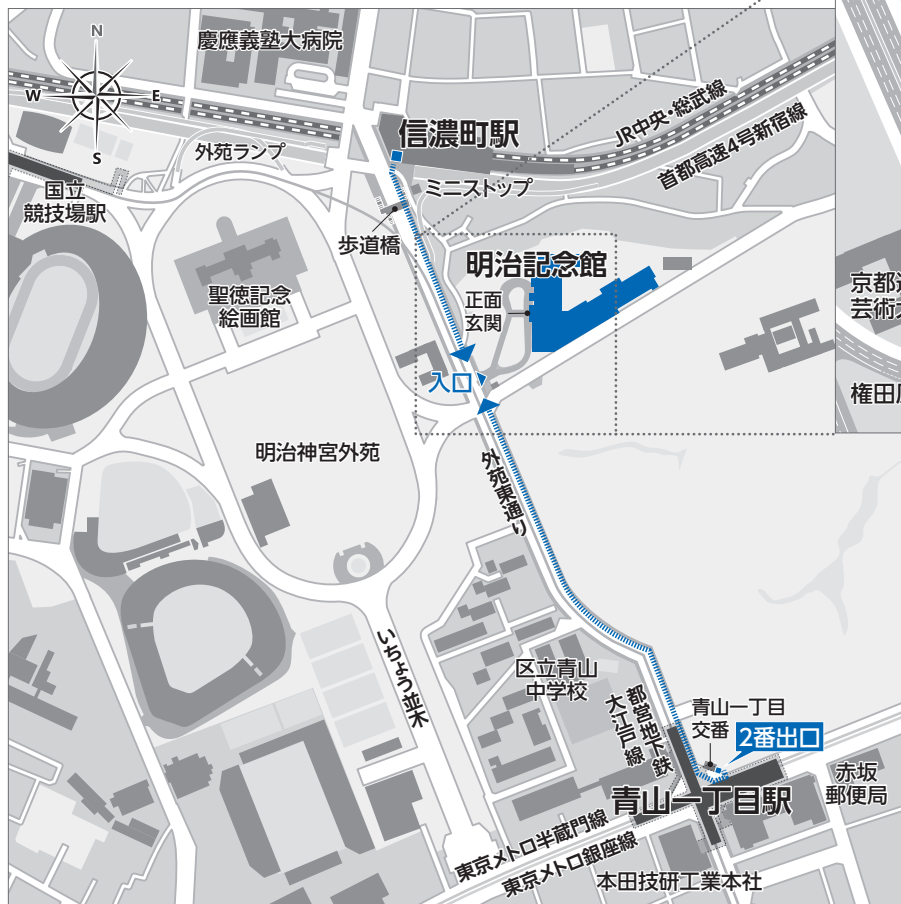 慶應義塾大病院
N
W
E
S
信濃町駅
JR中央・総武線
外苑ランプ
首都高速4号新宿線
国立
競技場駅
ミニストップ
歩道橋
明治記念館
聖徳記念
絵画館
正面
玄関
入口
明治神宮外苑
外苑東通り
いちょう並木
区立青山
中学校
都営地下鉄
大江戸線
青山一丁目
交番
2番出口
青山一丁目駅
赤坂
郵便局
東京メトロ半蔵門線
東京メトロ銀座線
本田技研工業本社
京都
芸術
権田